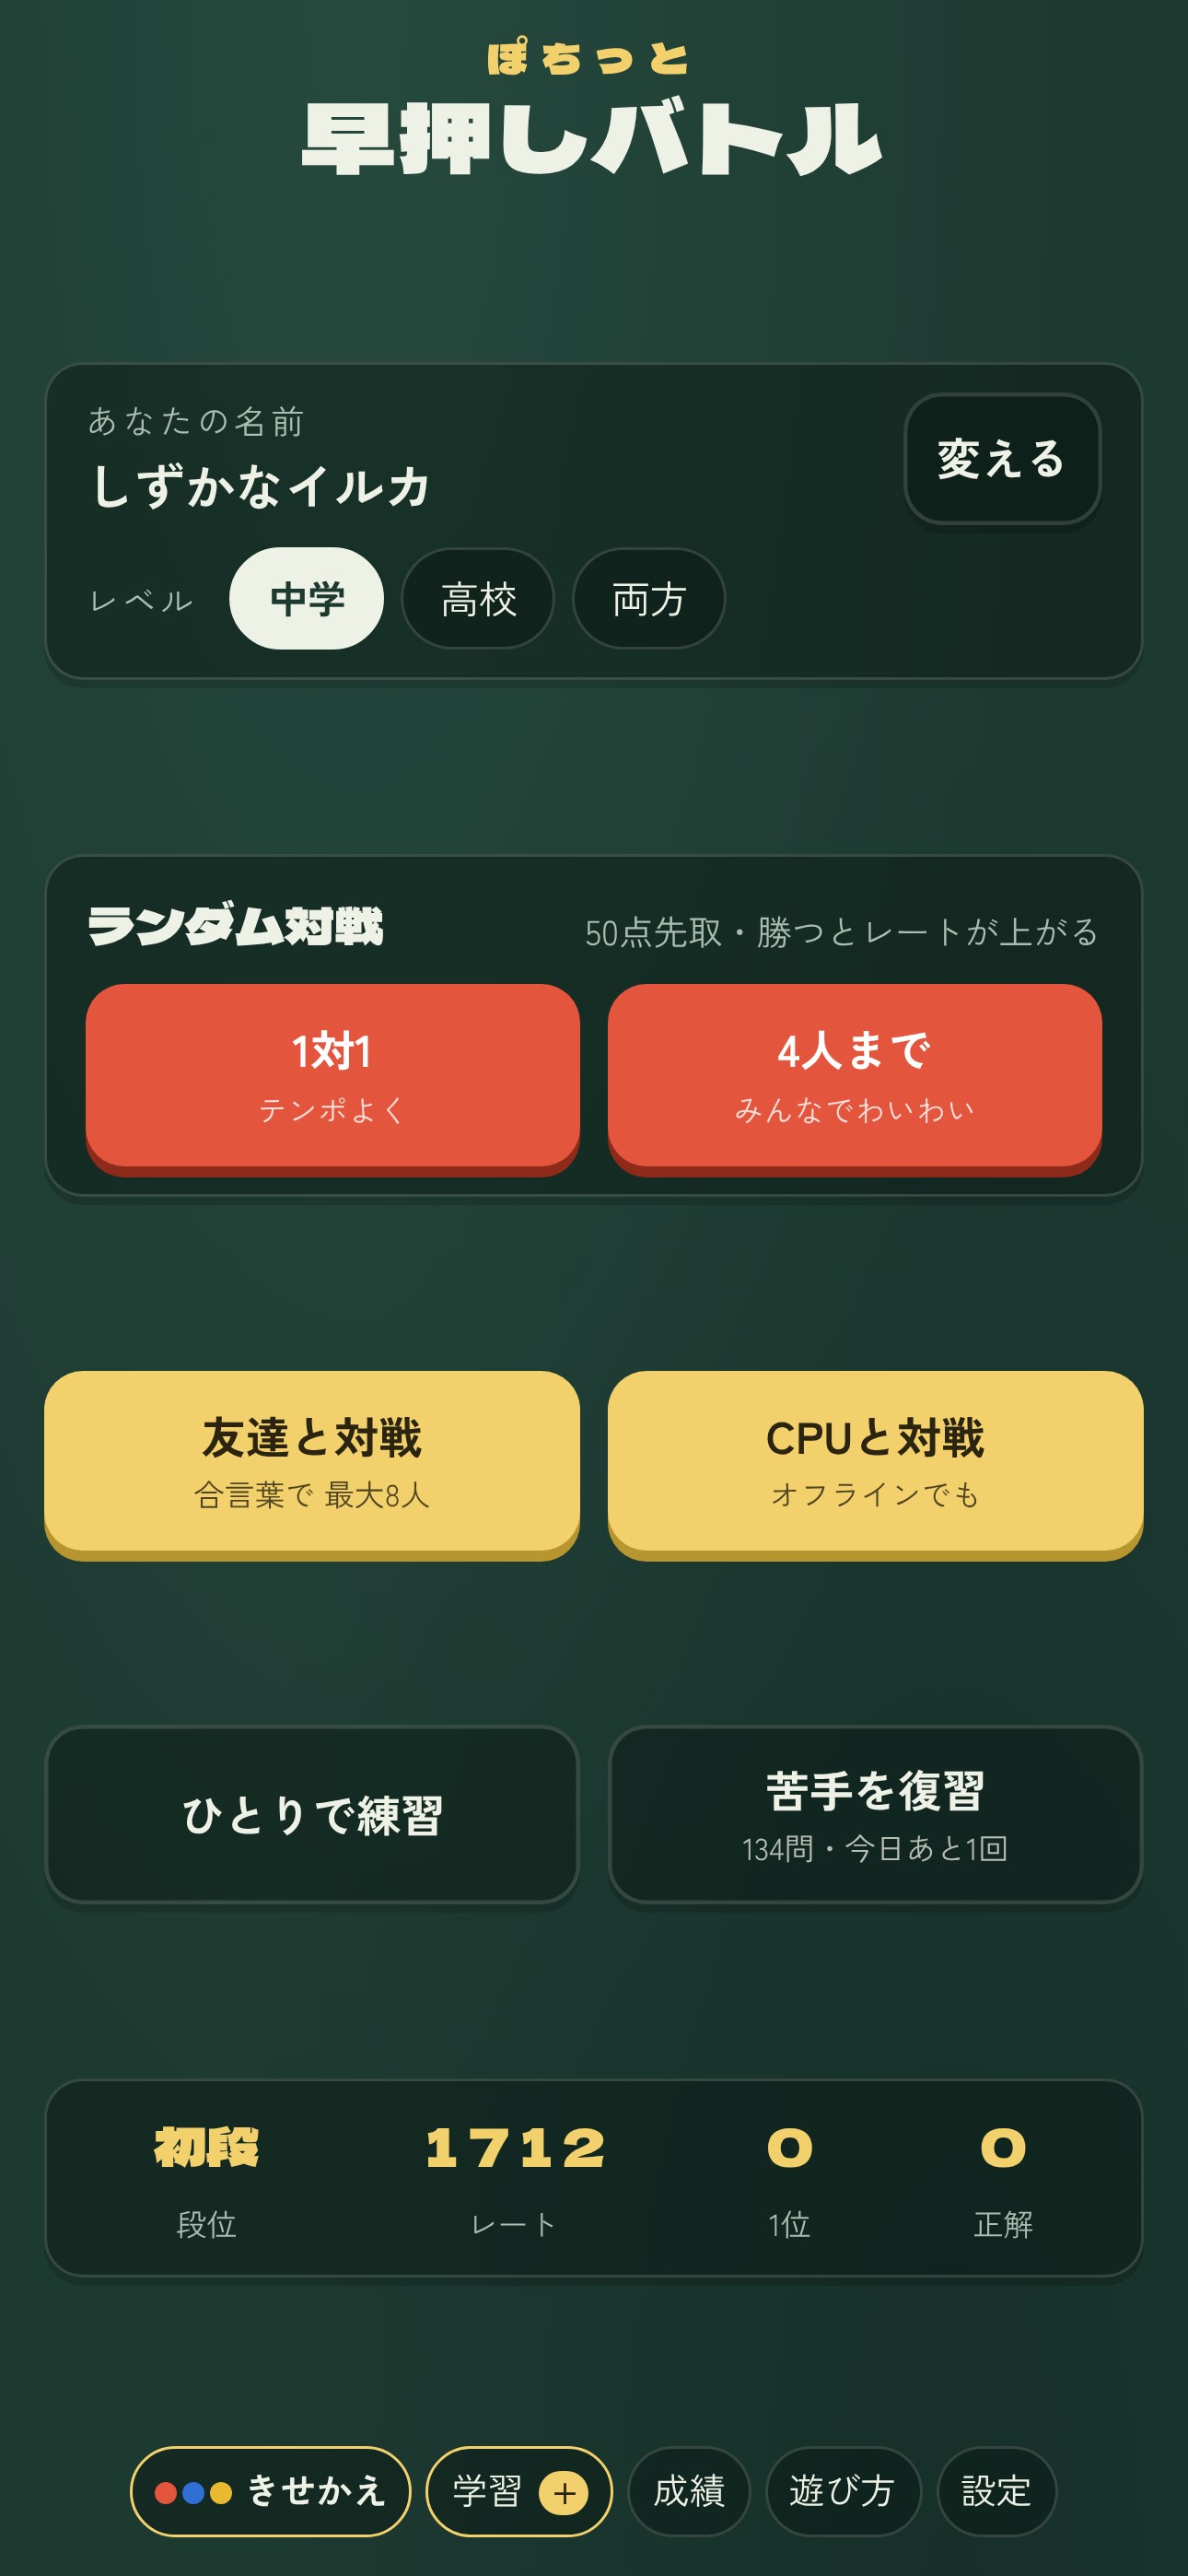 ぽちっと
早押しバトル
あなたの名前
しずかなイルカ
変える
レベル 中学 高校 両方
ランダム対戦 50点先取・勝つとレートが上がる
1対1 4人まで
テンポよく みんなでわいわい
友達と対戦 CPUと対戦
合言葉で 最大8人 オフラインでも
ひとりで練習 苦手を復習
134問・今日あと1回
初段 1712 0 0
段位 レート 1位 正解
きせかえ 学習 + 成績 遊び方 設定